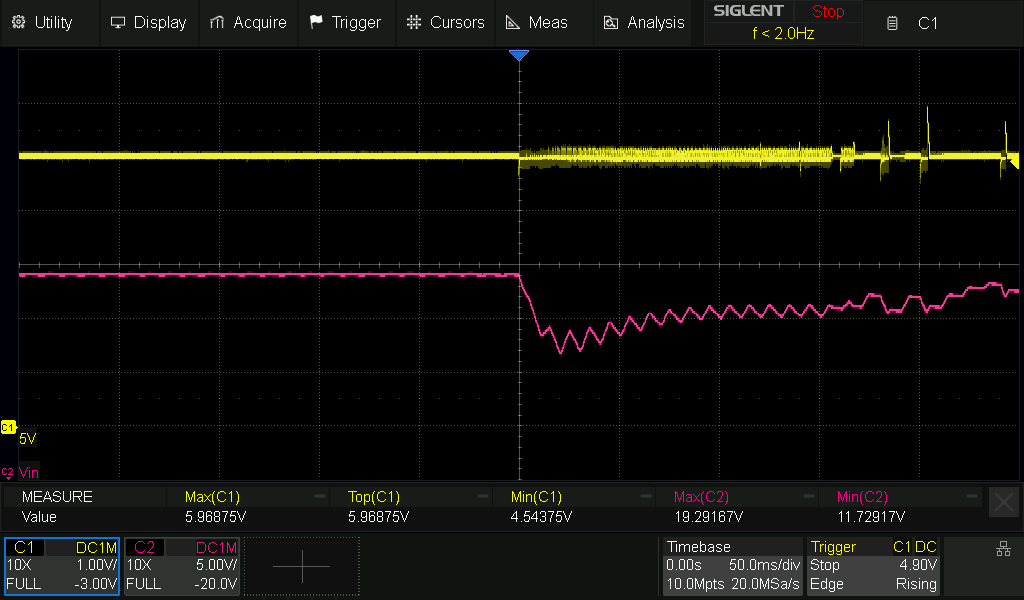 Utility Display Acquire Trigger Cursors Meas Analysis SIGLENT Stop C1
f < 2.0Hz
C1
5V
C2 Vin
MEASURE Max(C1) Top(C1) Min(C1) Max(C2) Min(C2)
Value 5.96875V 5.96875V 4.54375V 19.29167V 11.72917V
C1 DC1M C2 DC1M Timebase Trigger C1 DC
10X 1.00V/ 10X 5.00V/ 0.00s 50.0ms/div Stop 4.90V
FULL -3.00V FULL -20.0V 10.0Mpts 20.0MSa/s Edge Rising